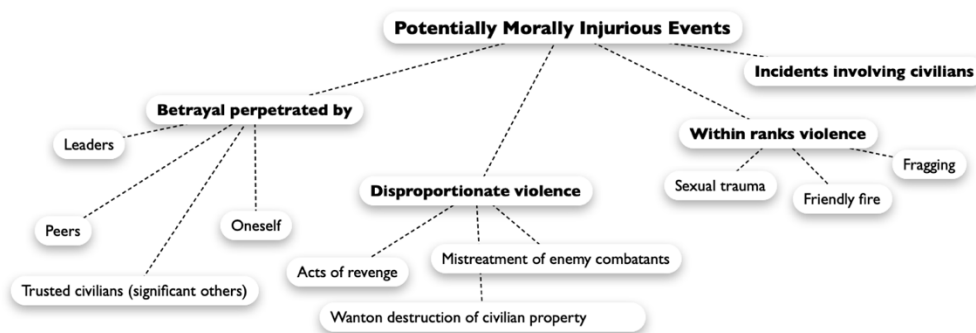 Potentially Morally Injurious Events
Incidents involving civilians
Betrayal perpetrated by
Leaders
Peers
Trusted civilians (significant others)
Oneself
Disproportionate violence
Acts of revenge
Mistreatment of enemy combatants
Wanton destruction of civilian property
Within ranks violence
Sexual trauma
Friendly fire
Fragging